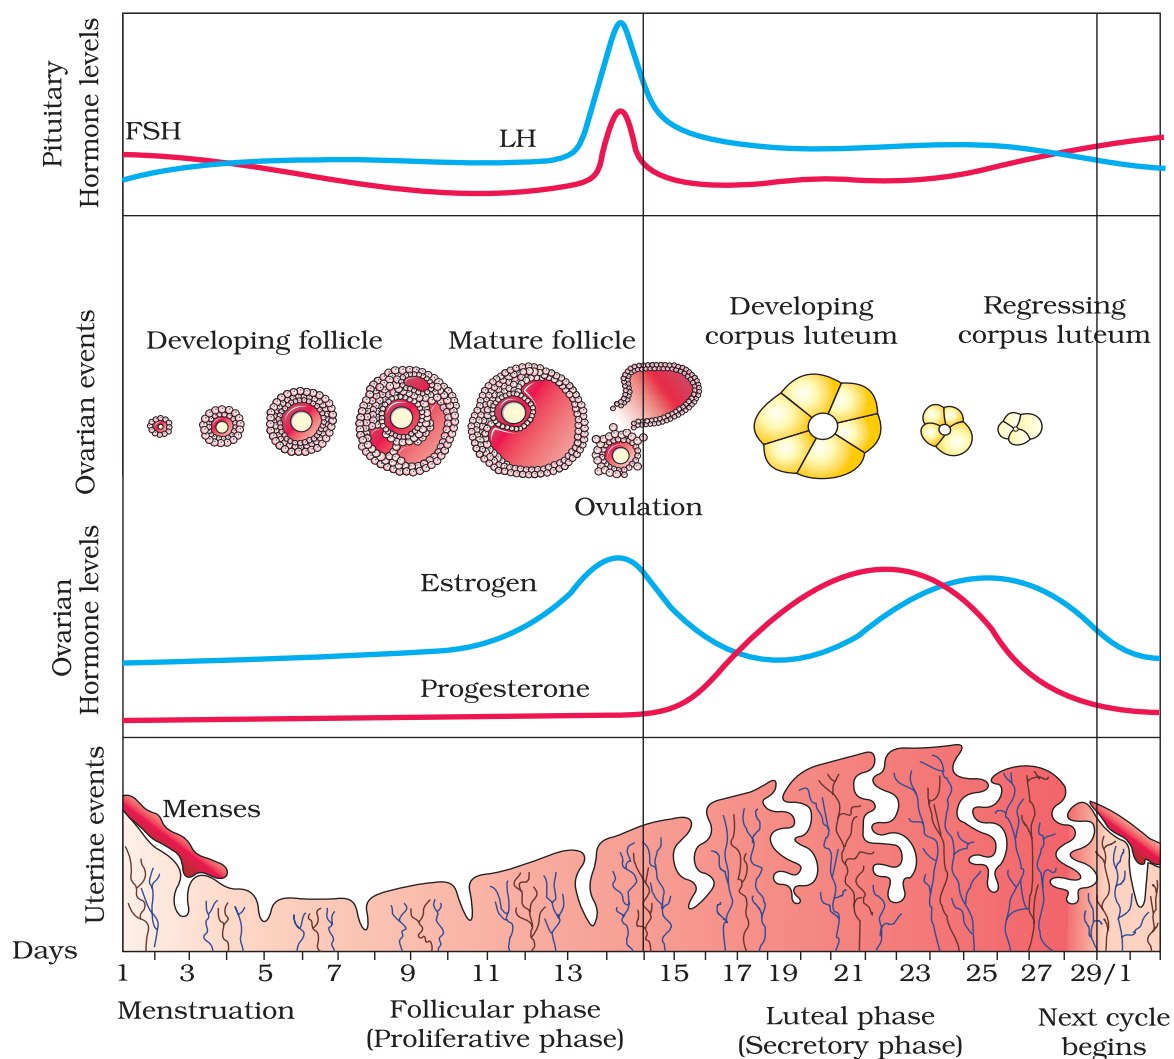 Pituitary
Hormone levels
FSH
LH
Ovarian events
Developing follicle
Mature follicle
Developing
corpus luteum
Regressing
corpus luteum
Ovulation
Ovarian
Hormone levels
Estrogen
Progesterone
Uterine events
Menses
Days
1 3 5 7 9 11 13 15 17 19 21 23 25 27 29/1
Menstruation
Follicular phase
(Proliferative phase)
Luteal phase
(Secretory phase)
Next cycle
begins